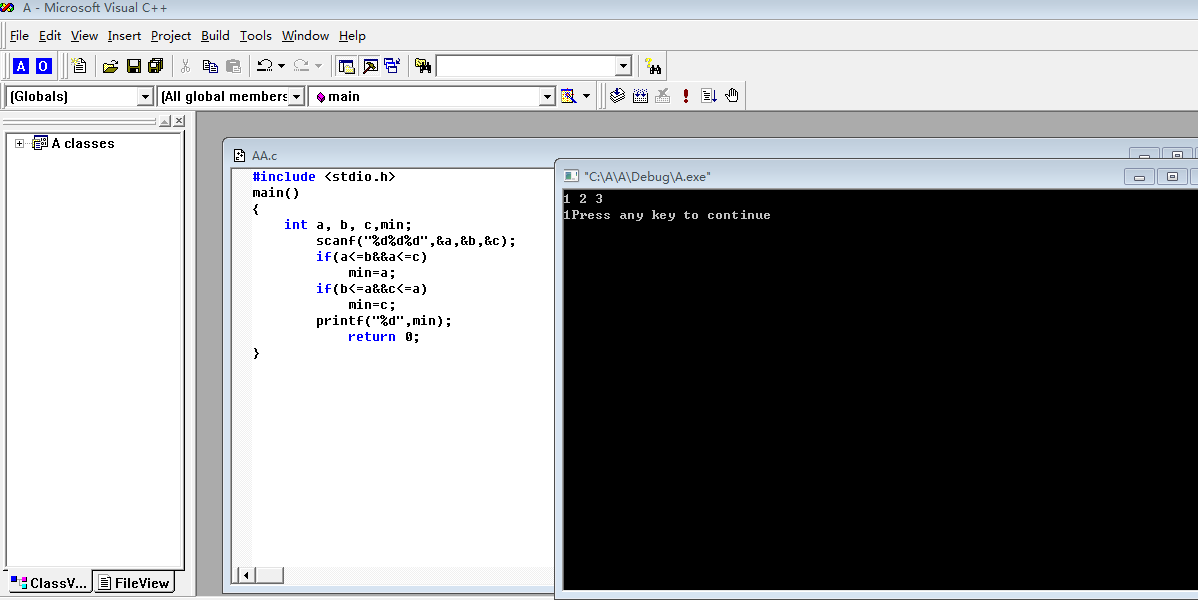 A - Microsoft Visual C++
File Edit View Insert Project Build Tools Window Help
A O
(Globals) (All global members main
A classes
AA.c
#include <stdio.h>
main()
{
int a, b, c,min;
scanf("%d%d%d",&a,&b,&c);
if(a<=b&&a<=c)
min=a;
if(b<=a&&c<=a)
min=c;
printf("%d",min);
return 0;
}
"C:\A\A\Debug\A.exe"
1 2 3
1Press any key to continue
ClassV... FileView